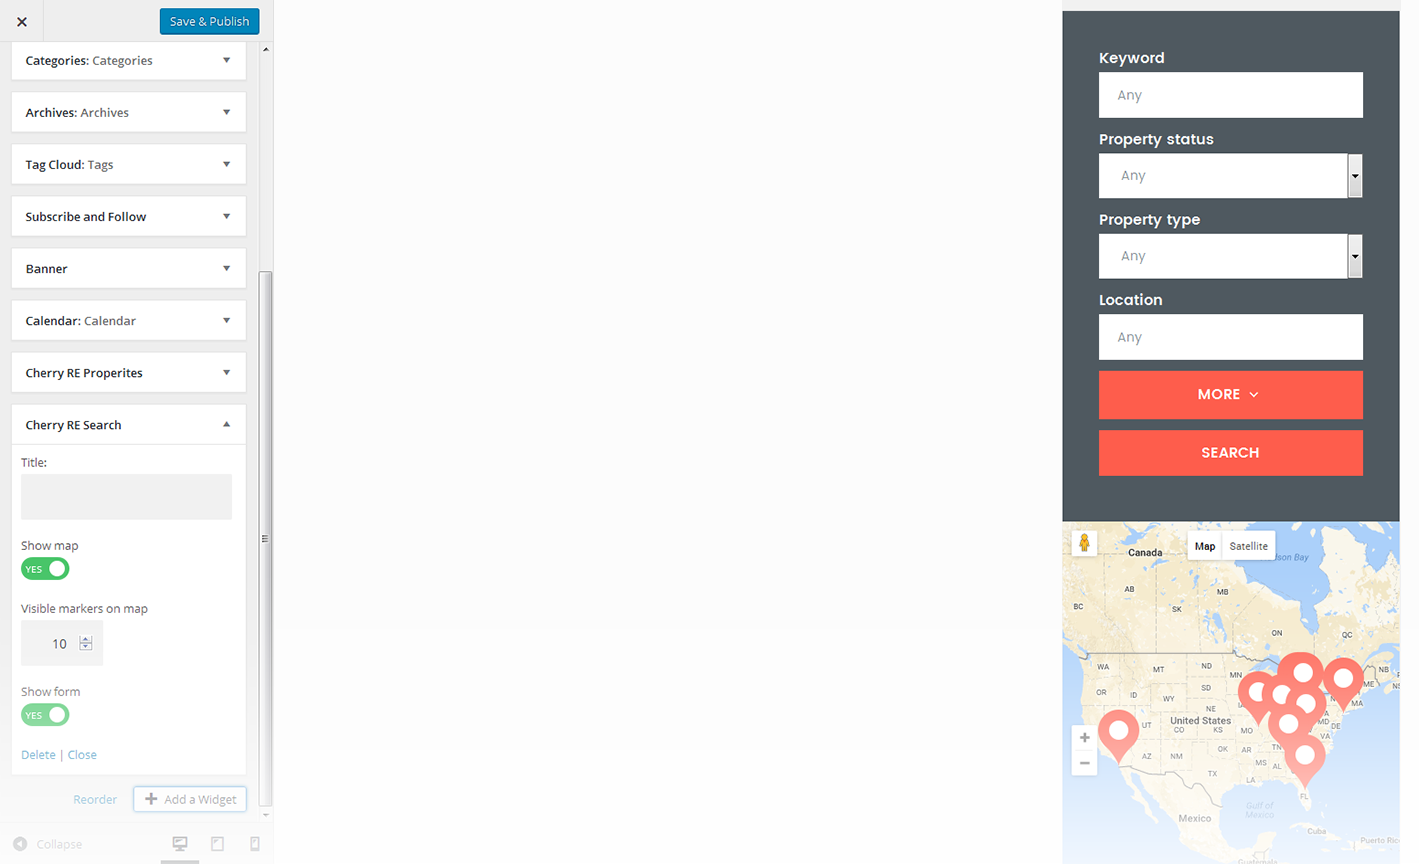 Save & Publish
Categories: Categories
Archives: Archives
Tag Cloud: Tags
Subscribe and Follow
Banner
Calendar: Calendar
Cherry RE Properites
Cherry RE Search
Title:
Show map
YES
Visible markers on map
10
Show form
YES
Delete | Close
Reorder
Add a Widget
Collapse
Keyword
Any
Property status
Any
Property type
Any
Location
Any
MORE
SEARCH
Map
Satellite
Canada
AB
MB
BC
SK
ON
QC
WA
MT
ND
MN
NB
ME
OR
ID
SD
WY
NE
IA
MA
United States
UT
CO
KS
MO
MD
DE
VA
AZ
NM
OK
AR
TN
MS
AL
TX
LA
FL
Gulf of
Mexico
Mexico
Cuba
Puerto Ric